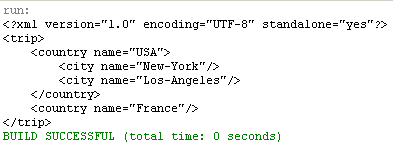 run:
<?xml version="1.0" encoding="UTF-8" standalone="yes"?>
<trip>
    <country name="USA">
        <city name="New-York"/>
        <city name="Los-Angeles"/>
    </country>
    <country name="France"/>
</trip>
BUILD SUCCESSFUL (total time: 0 seconds)